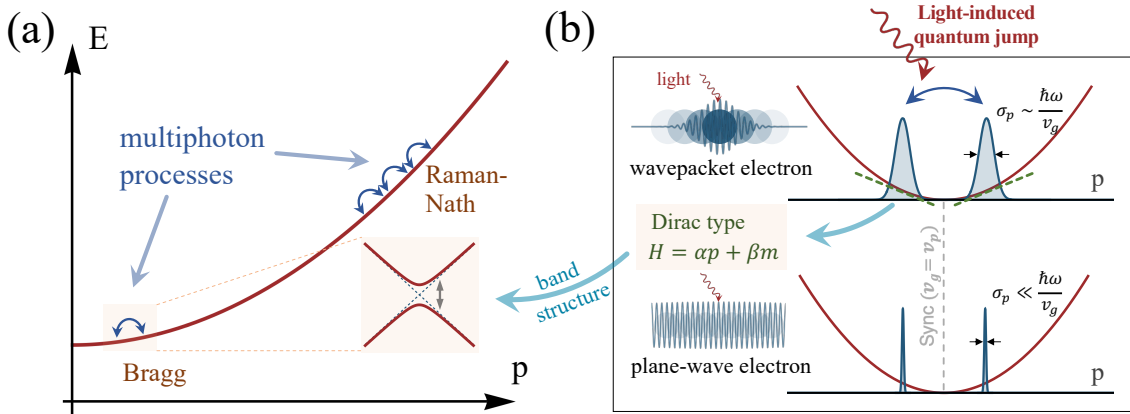 (a)
E
multiphoton
processes
Raman-
Nath
Bragg
p
band
structure
(b)
Light-induced
quantum jump
light
wavepacket electron
σ_p ~ ħω/v_g
p
Dirac type
H = αp + βm
Sync (v_g = v_p)
plane-wave electron
σ_p ≪ ħω/v_g
p